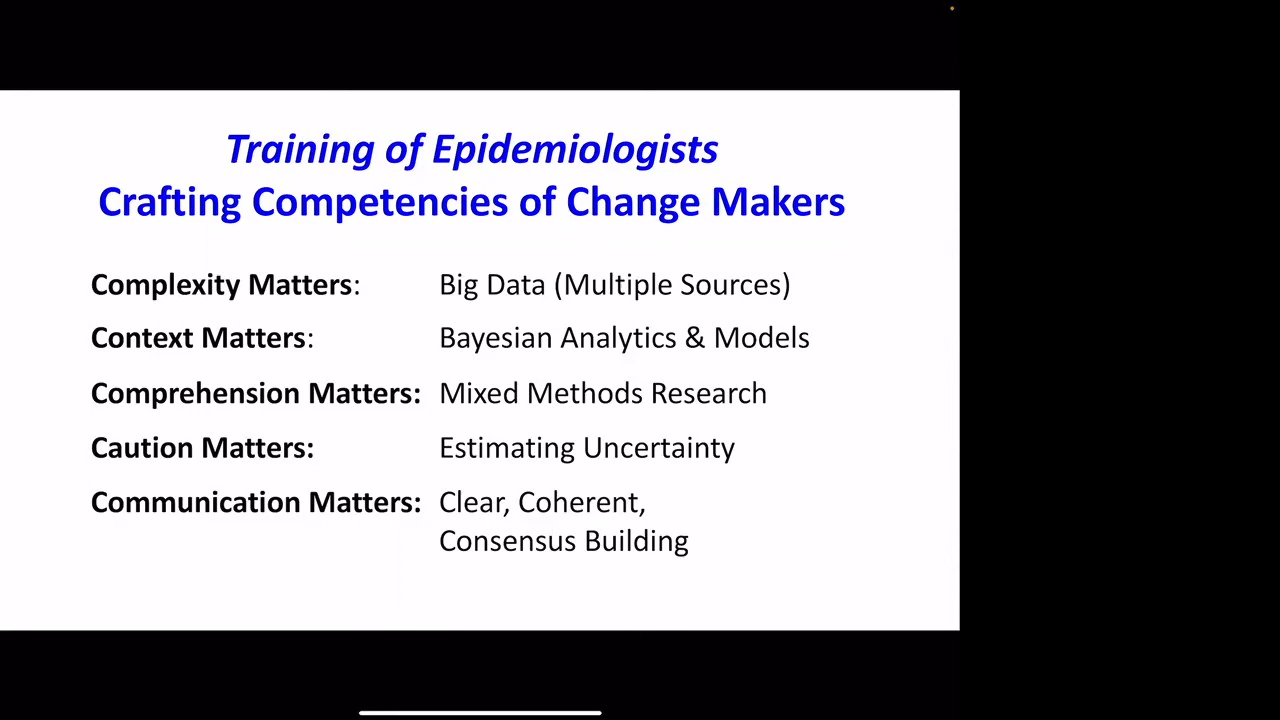 Training of Epidemiologists
Crafting Competencies of Change Makers
Complexity Matters: Big Data (Multiple Sources)
Context Matters: Bayesian Analytics & Models
Comprehension Matters: Mixed Methods Research
Caution Matters: Estimating Uncertainty
Communication Matters: Clear, Coherent,
Consensus Building